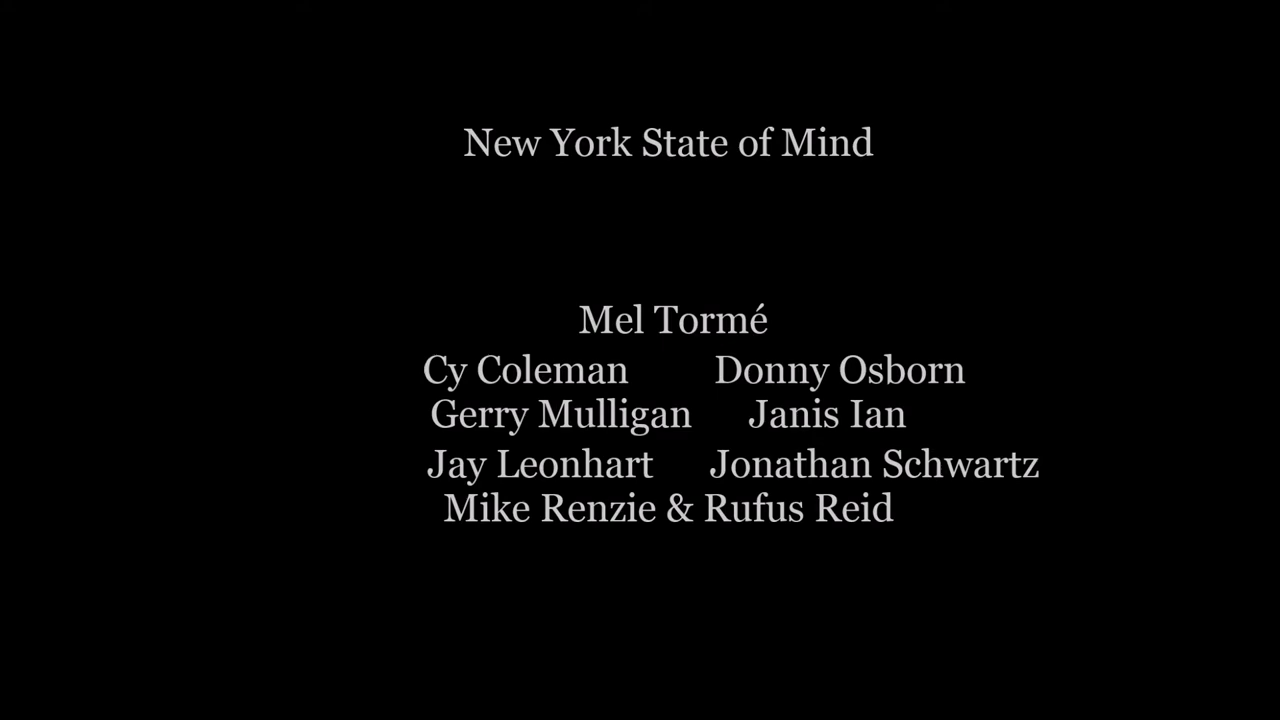 New York State of Mind
Mel Tormé
Cy Coleman Donny Osborn
Gerry Mulligan Janis Ian
Jay Leonhart Jonathan Schwartz
Mike Renzie & Rufus Reid